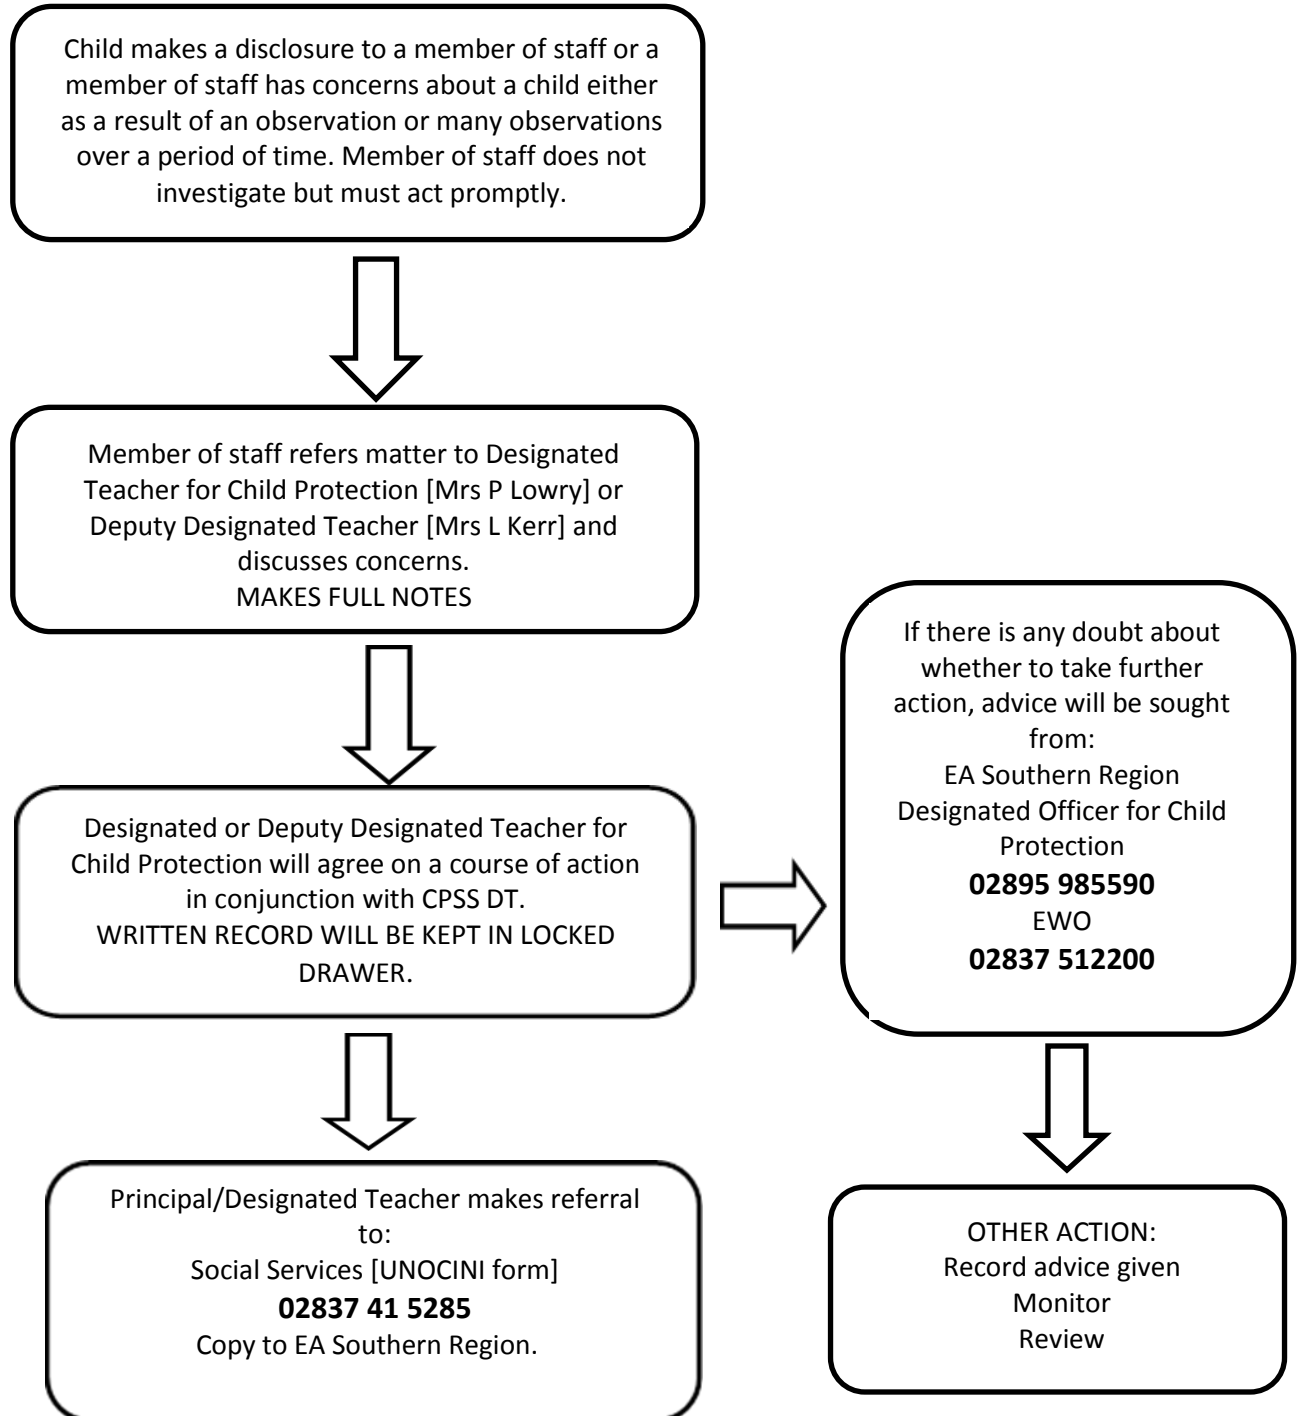 Child makes a disclosure to a member of staff or a
member of staff has concerns about a child either
as a result of an observation or many observations
over a period of time. Member of staff does not
investigate but must act promptly.
Member of staff refers matter to Designated
Teacher for Child Protection [Mrs P Lowry] or
Deputy Designated Teacher [Mrs L Kerr] and
discusses concerns.
MAKES FULL NOTES
Designated or Deputy Designated Teacher for
Child Protection will agree on a course of action
in conjunction with CPSS DT.
WRITTEN RECORD WILL BE KEPT IN LOCKED
DRAWER.
If there is any doubt about
whether to take further
action, advice will be sought
from:
EA Southern Region
Designated Officer for Child
Protection
02895 985590
EWO
02837 512200
Principal/Designated Teacher makes referral
to:
Social Services [UNOCINI form]
02837 41 5285
Copy to EA Southern Region.
OTHER ACTION:
Record advice given
Monitor
Review